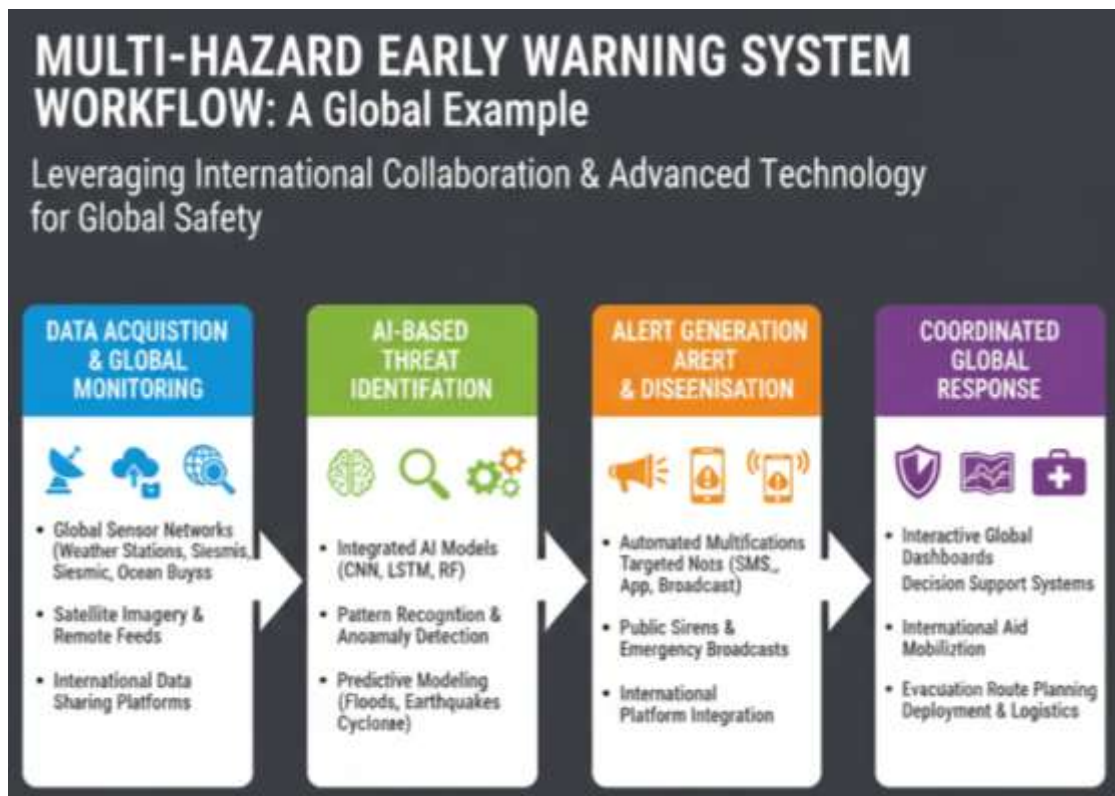 MULTI-HAZARD EARLY WARNING SYSTEM
WORKFLOW: A Global Example
Leveraging International Collaboration & Advanced Technology
for Global Safety
DATA ACQUISTION
& GLOBAL
MONITORING
• Global Sensor Networks
(Weather Stations, Siesmis,
Siesmic, Ocean Buyss
• Satellite Imagery &
Remote Feeds
• International Data
Sharing Platforms
AI-BASED
THREAT
IDENTIFATION
• Integrated AI Models
(CNN, LSTM, RF)
• Pattern Recogntion &
Anoamaly Detection
• Predictive Modeling
(Floods, Earthquakes
Cyclonae)
ALERT GENERATION
ARERT
& DISEENISATION
• Automated Multifications
Targeted Nots (SMS,,
App, Broadcast)
• Public Sirens &
Emergency Broadcasts
• International
Platform Integration
COORDINATED
GLOBAL
RESPONSE
• Interactive Global
Dashboards
Decision Support Systems
• International Aid
Mobiliztion
• Evacuation Route Planning
Deployment & Logistics